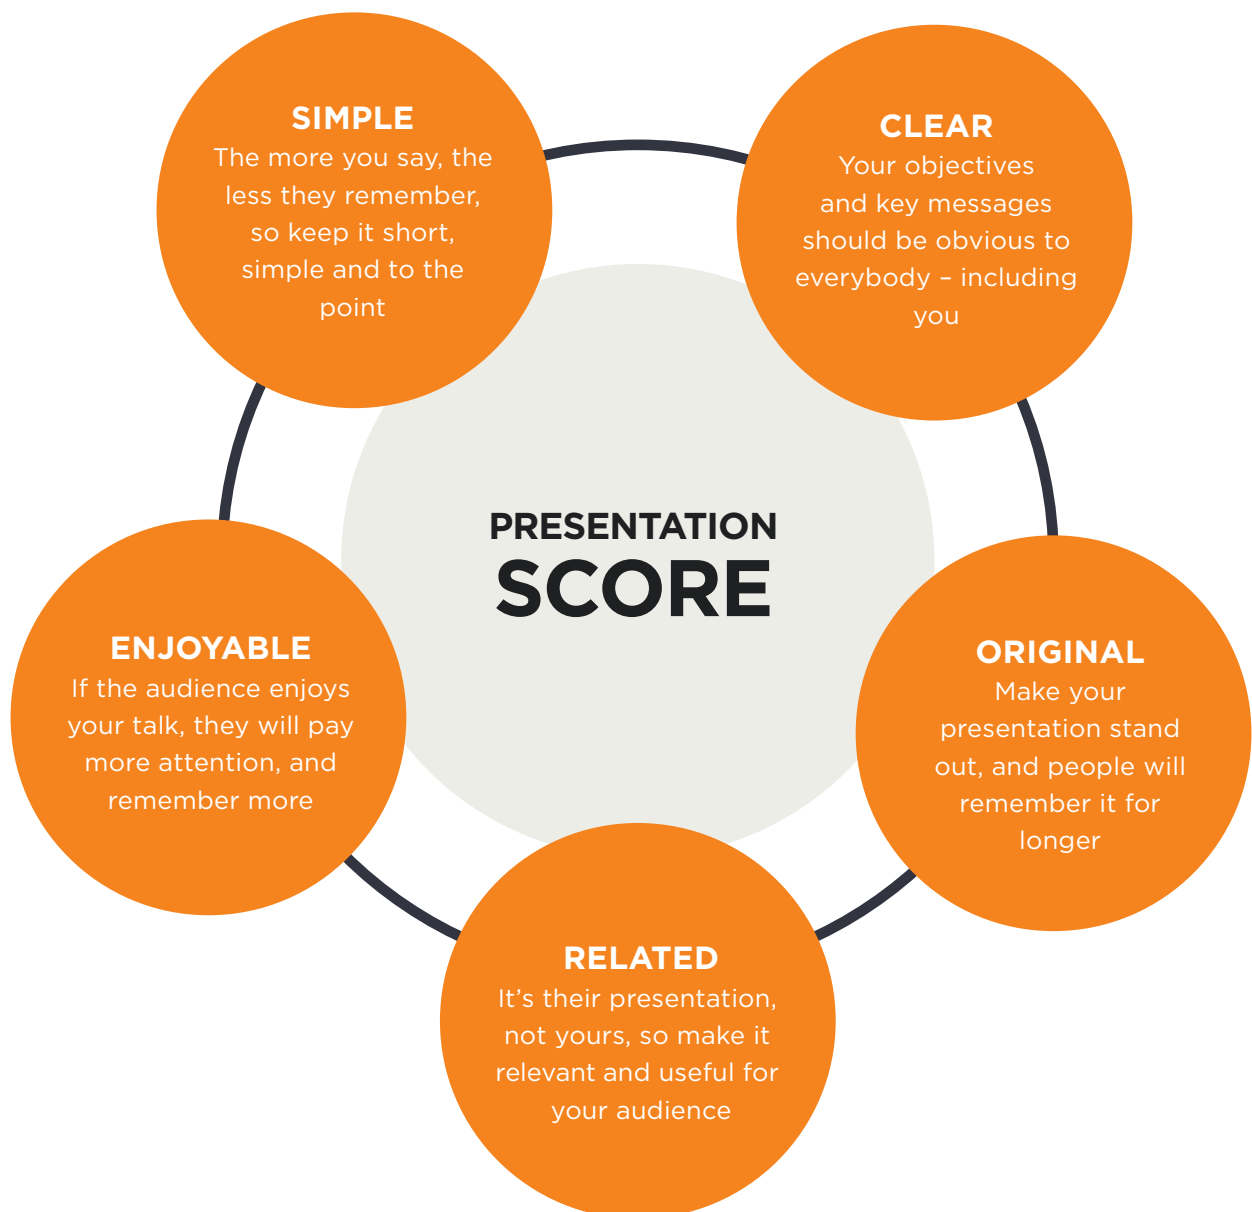 PRESENTATION
SCORE
SIMPLE
The more you say, the
less they remember,
so keep it short,
simple and to the
point
CLEAR
Your objectives
and key messages
should be obvious to
everybody – including
you
ORIGINAL
Make your
presentation stand
out, and people will
remember it for
longer
RELATED
It’s their presentation,
not yours, so make it
relevant and useful for
your audience
ENJOYABLE
If the audience enjoys
your talk, they will pay
more attention, and
remember more